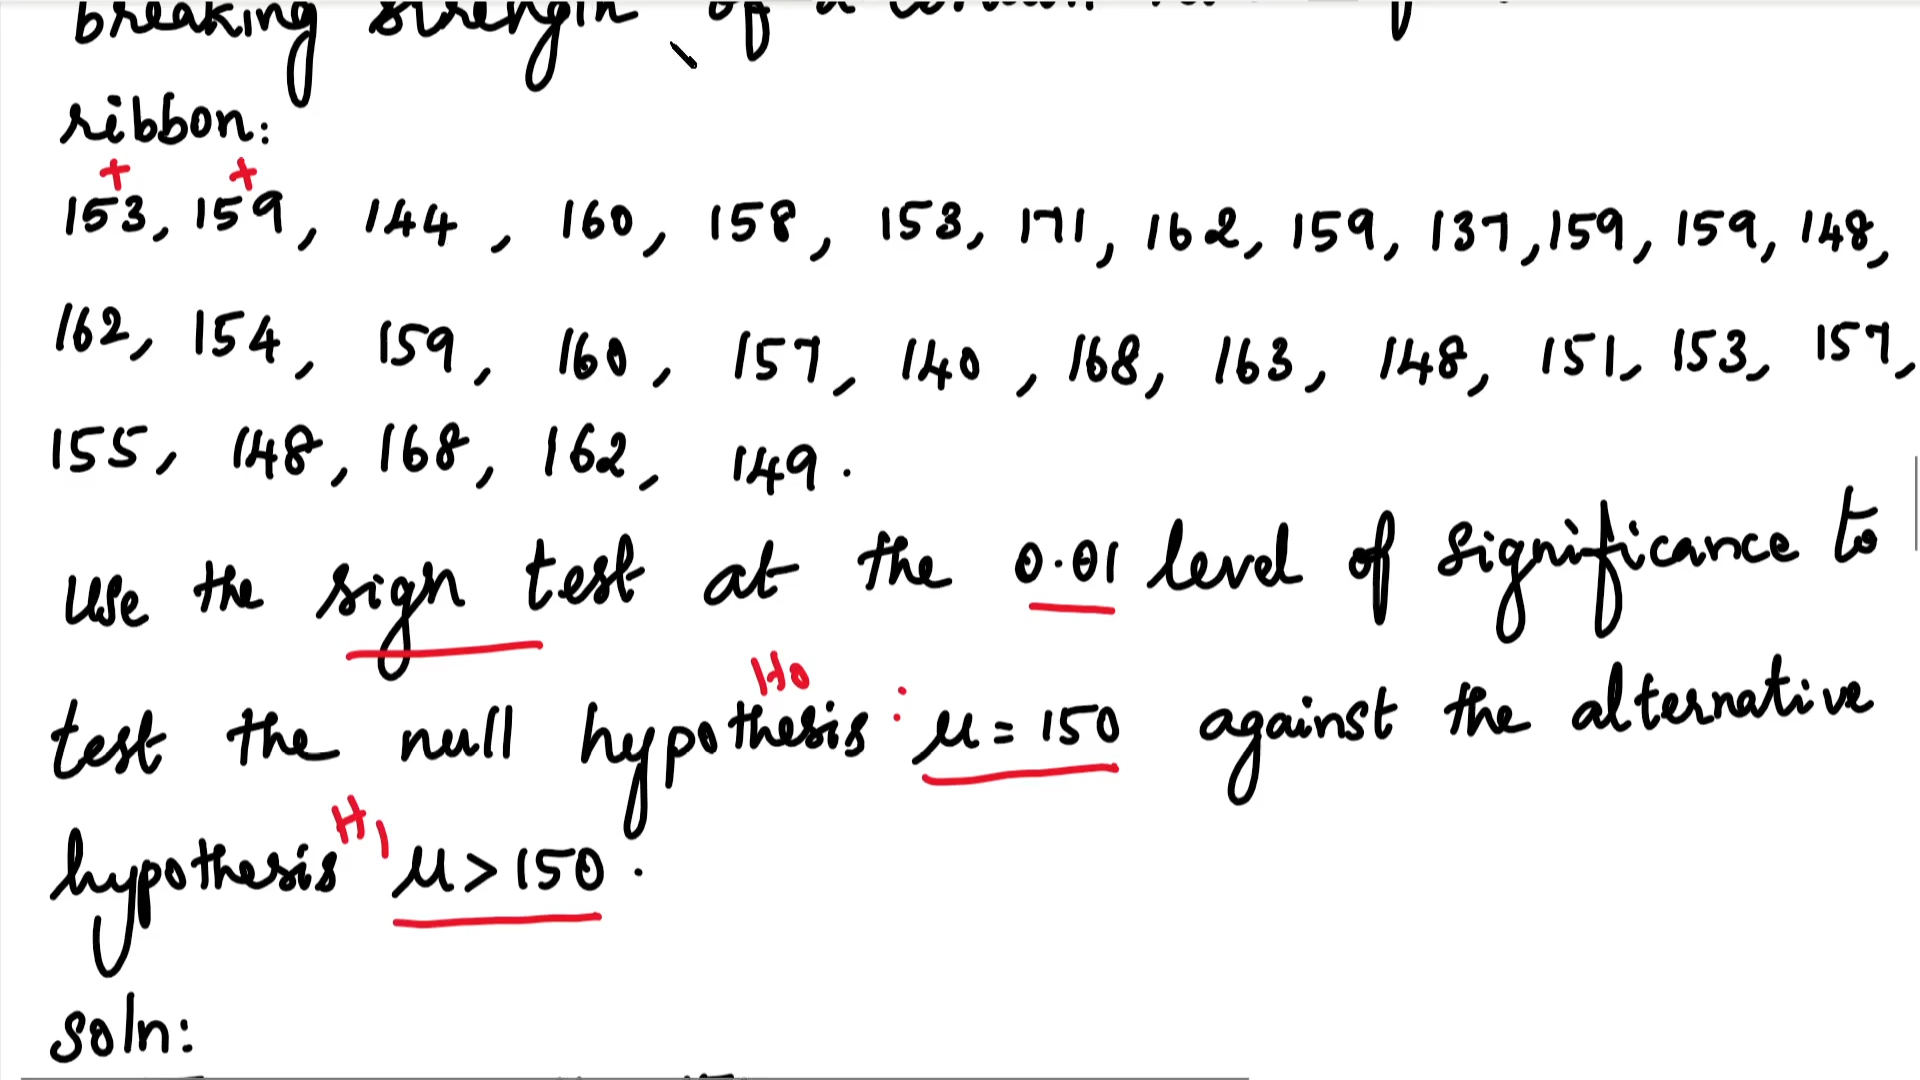 breaking strength of a
ribbon:
+ +
153, 159, 144, 160, 158, 153, 171, 162, 159, 137, 159, 159, 148,
162, 154, 159, 160, 157, 140, 168, 163, 148, 151, 153, 157,
155, 148, 168, 162, 149.
Use the sign test at the 0.01 level of significance to
H0
test the null hypothesis : μ = 150 against the alternative
H1
hypothesis μ > 150.
soln: